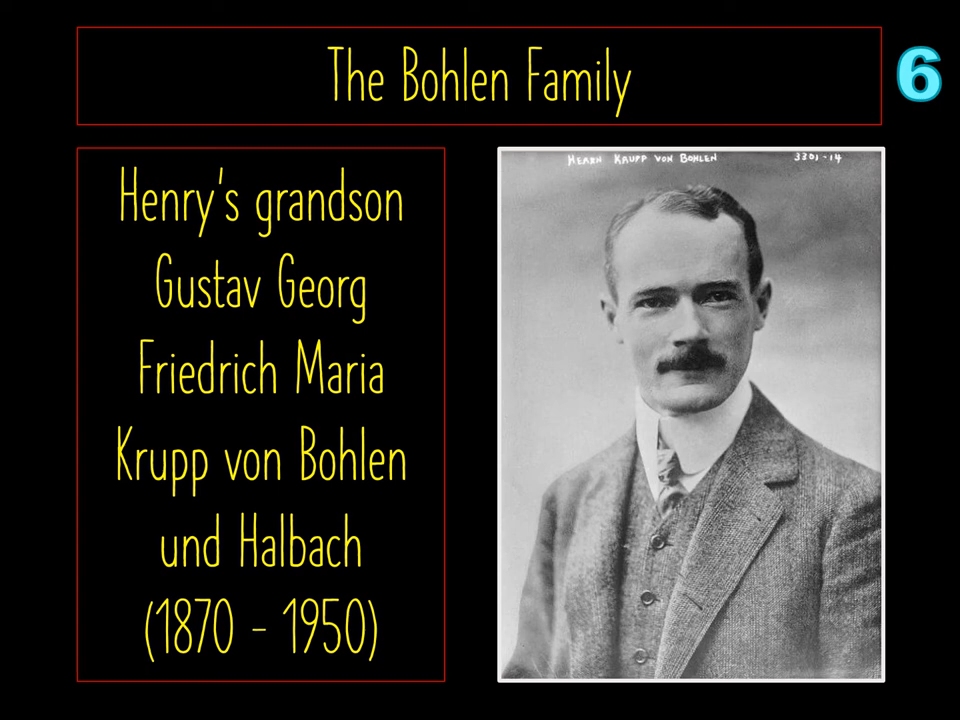 The Bohlen Family
6
Henry's grandson
Gustav Georg
Friedrich Maria
Krupp von Bohlen
und Halbach
(1870 - 1950)
HERRN KRUPP VON BOHLEN 3301-14